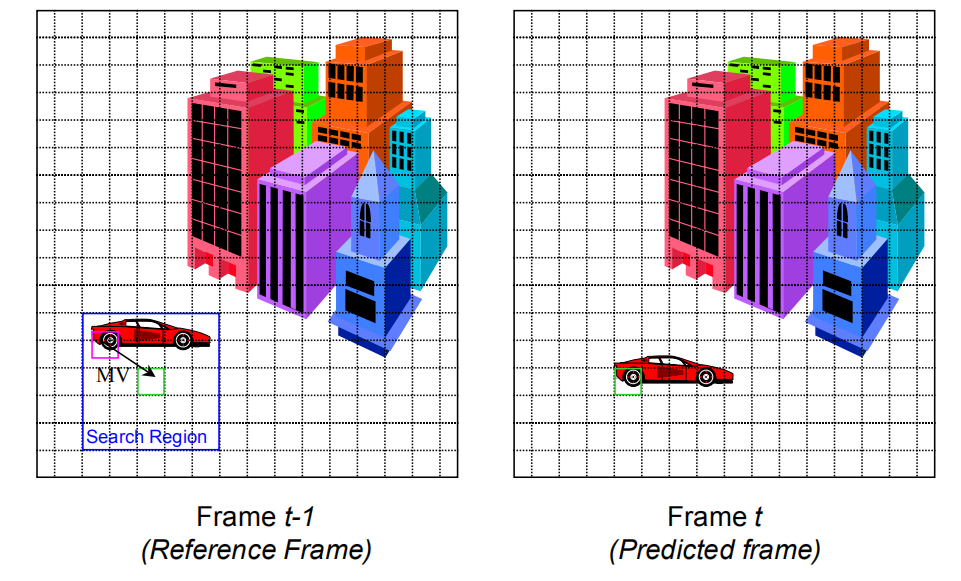 MV
Search Region
Frame t-1
(Reference Frame)
Frame t
(Predicted frame)